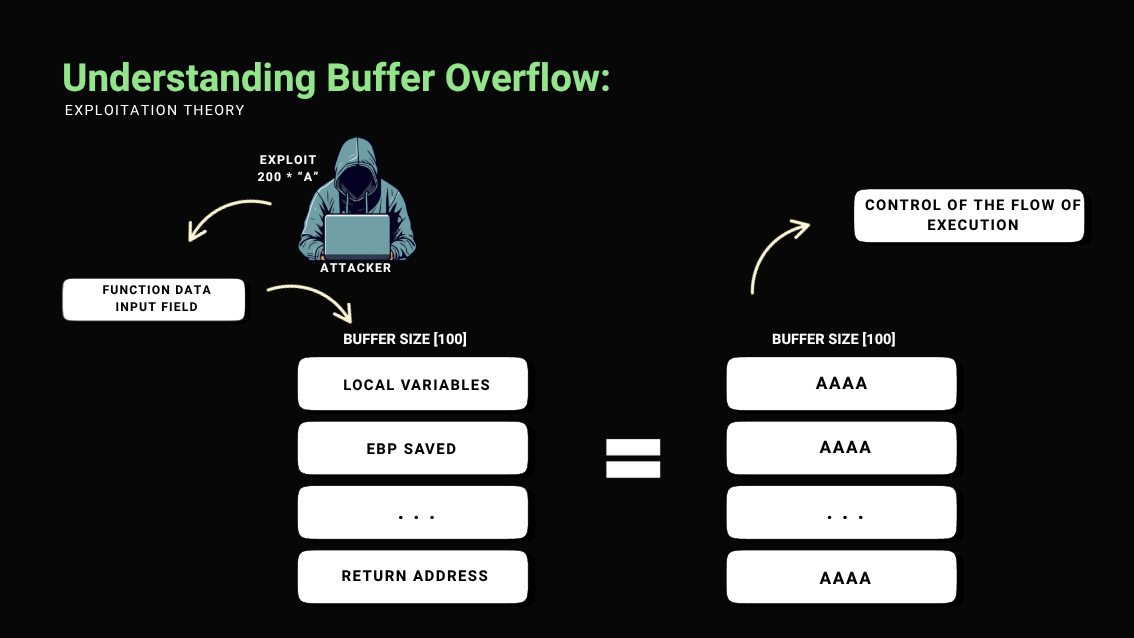 Understanding Buffer Overflow:
EXPLOITATION THEORY
EXPLOIT
200 * “A”
ATTACKER
FUNCTION DATA
INPUT FIELD
BUFFER SIZE [100]
LOCAL VARIABLES
EBP SAVED
. . .
RETURN ADDRESS
CONTROL OF THE FLOW OF
EXECUTION
BUFFER SIZE [100]
AAAA
AAAA
. . .
AAAA